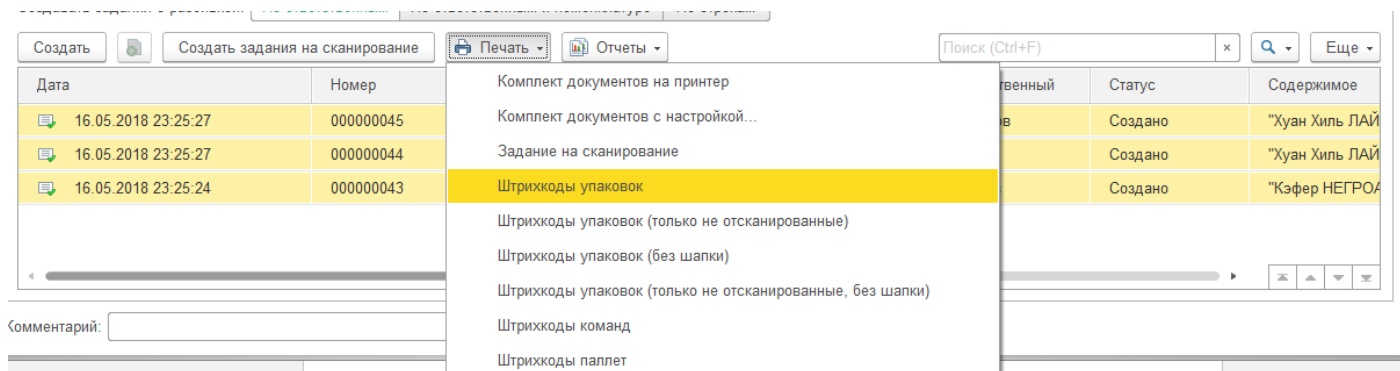 Создать Создать задания на сканирование Печать Отчеты Поиск (Ctrl+F) × Еще
Дата Номер Комплект документов на принтер Статус Содержимое
Комплект документов с настройкой...
16.05.2018 23:25:27 000000045 Создано "Хуан Хиль ЛАЙ
16.05.2018 23:25:27 000000044 Задание на сканирование Создано "Хуан Хиль ЛАЙ
16.05.2018 23:25:24 000000043 Штрихкоды упаковок Создано "Кэфер НЕГРОА
Штрихкоды упаковок (только не отсканированные)
Штрихкоды упаковок (без шапки)
Штрихкоды упаковок (только не отсканированные, без шапки)
Комментарий: Штрихкоды команд
Штрихкоды паллет